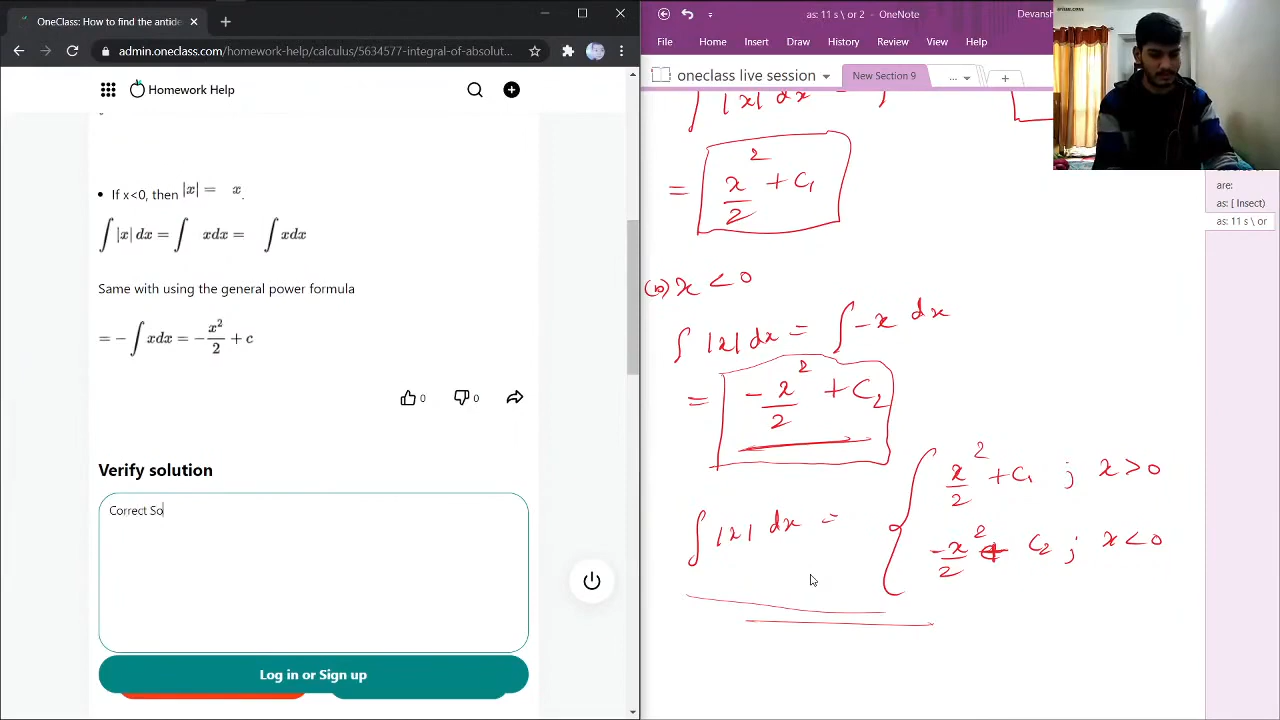 OneClass: How to find the antide
admin.oneclass.com/homework-help/calculus/5634577-integral-of-absolut...
Homework Help
If x<0, then |x| = x.
∫|x| dx = ∫ xdx = ∫ xdx
Same with using the general power formula
= -∫ xdx = -x²/2 + c
0 0
Verify solution
Correct So
Log in or Sign up
as: 11 s \ or 2 - OneNote
Devansh
File Home Insert Draw History Review View Help
oneclass live session New Section 9 ...
∫ |x| dx = ∫
= x²/2 + C₁
(b) x < 0
∫ |x| dx = ∫ -x dx
= -x²/2 + C₂
∫ |x| dx = { x²/2 + C₁ ; x > 0
-x²/2 + C₂ ; x < 0
are:
as: [ Insect)
as: 11 s \ or